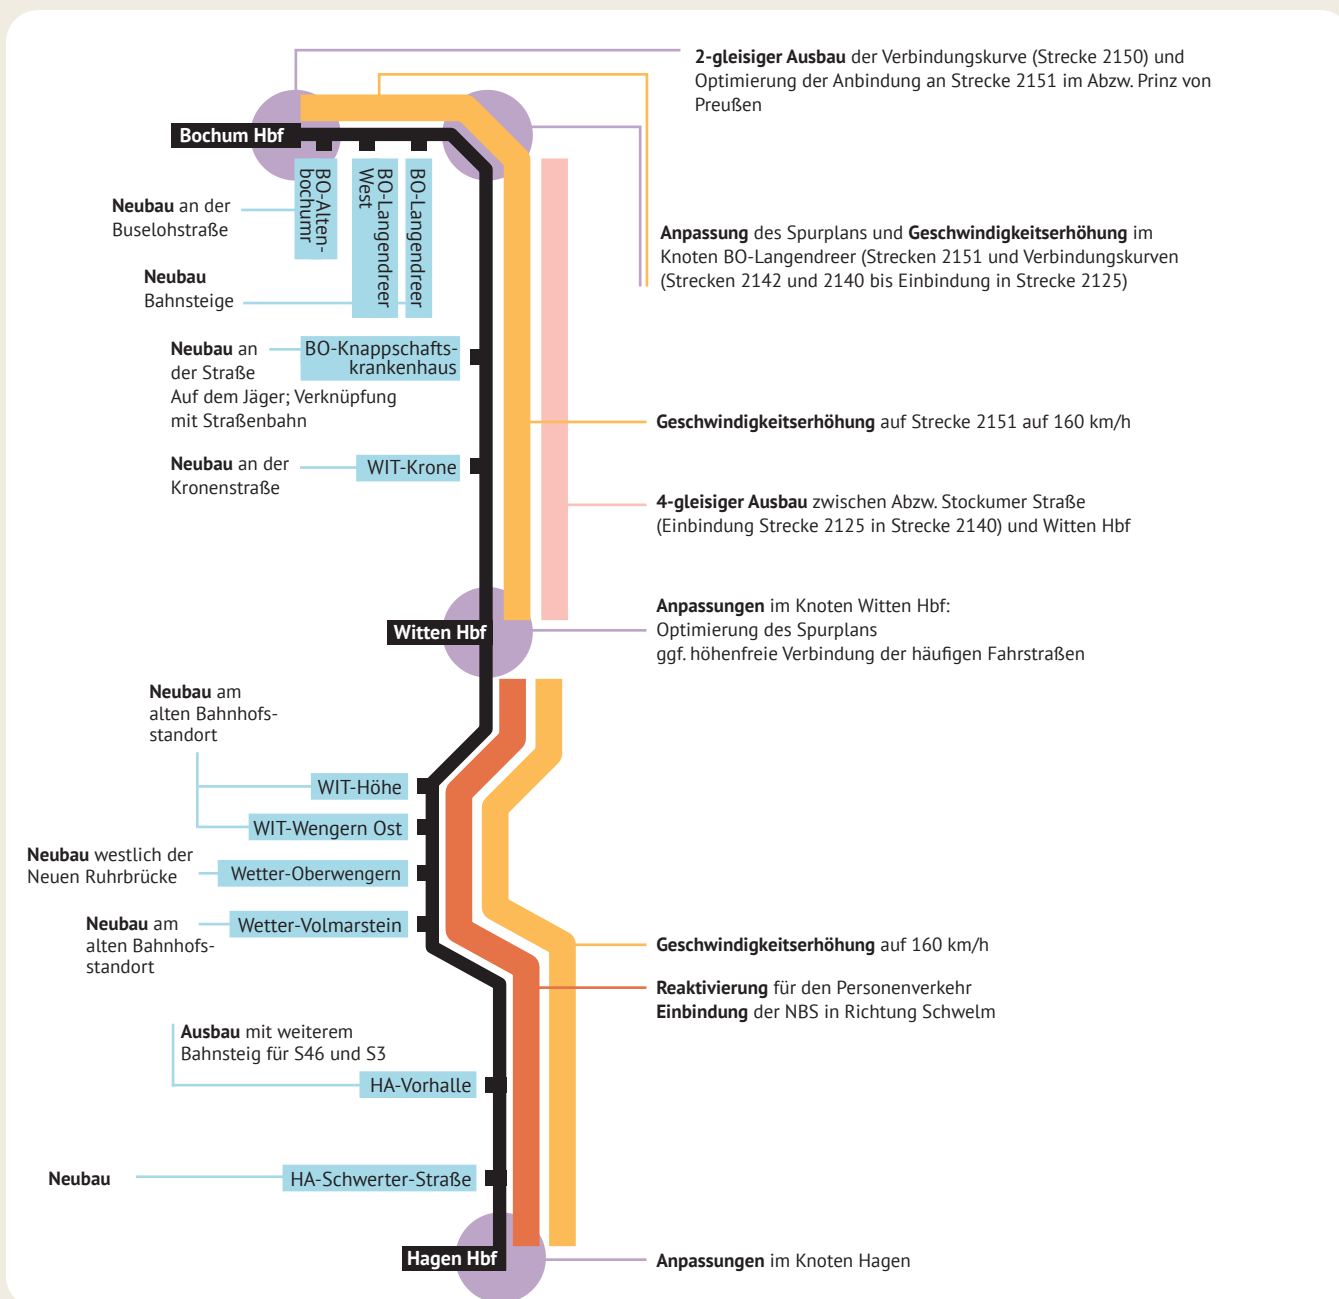 2-gleisiger Ausbau der Verbindungskurve (Strecke 2150) und
Optimierung der Anbindung an Strecke 2151 im Abzw. Prinz von
Preußen
Bochum Hbf
BO-Alten-
bochumr
BO-Langendreer
West
BO-Langendreer
Neubau an der
Buselohstraße
Neubau
Bahnsteige
Anpassung des Spurplans und Geschwindigkeitserhöhung im
Knoten BO-Langendreer (Strecken 2151 und Verbindungskurven
(Strecken 2142 und 2140 bis Einbindung in Strecke 2125)
Neubau an
der Straße
Auf dem Jäger; Verknüpfung
mit Straßenbahn
BO-Knappschafts-
krankenhaus
Geschwindigkeitserhöhung auf Strecke 2151 auf 160 km/h
Neubau an der
Kronenstraße
WIT-Krone
4-gleisiger Ausbau zwischen Abzw. Stockumer Straße
(Einbindung Strecke 2125 in Strecke 2140) und Witten Hbf
Witten Hbf
Anpassungen im Knoten Witten Hbf:
Optimierung des Spurplans
ggf. höhenfreie Verbindung der häufigen Fahrstraßen
Neubau am
alten Bahnhofs-
standort
WIT-Höhe
WIT-Wengern Ost
Neubau westlich der
Neuen Ruhrbrücke
Wetter-Oberwengern
Neubau am
alten Bahnhofs-
standort
Wetter-Volmarstein
Geschwindigkeitserhöhung auf 160 km/h
Reaktivierung für den Personenverkehr
Einbindung der NBS in Richtung Schwelm
Ausbau mit weiterem
Bahnsteig für S46 und S3
HA-Vorhalle
Neubau
HA-Schwerter-Straße
Hagen Hbf
Anpassungen im Knoten Hagen